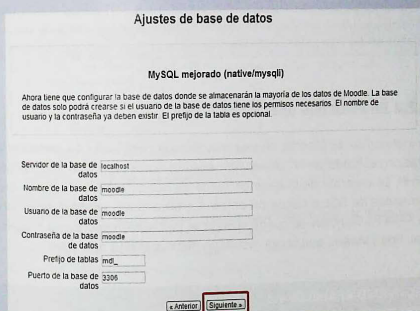 Ajustes de base de datos
MySQL mejorado (native/mysqli)
Ahora tiene que configurar la base de datos donde se almacenarán la mayoría de los datos de Moodle. La base
de datos solo podrá crearse si el usuario de la base de datos tiene los permisos necesarios. El nombre de
usuario y la contraseña ya deben existir. El prefijo de la tabla es opcional.
Servidor de la base de datos localhost
Nombre de la base de datos moodle
Usuario de la base de datos moodle
Contraseña de la base de datos moodle
Prefijo de tablas mdl_
Puerto de la base de datos 3306
« Anterior Siguiente »